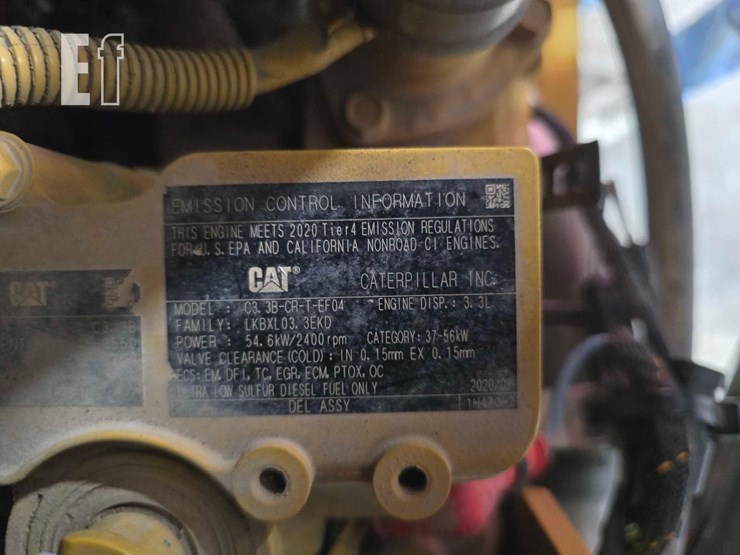 Ef
EMISSION CONTROL INFORMATION
THIS ENGINE MEETS 2020 Tier4 EMISSION REGULATIONS
FOR U.S. EPA AND CALIFORNIA NONROAD CI ENGINES.
CAT® CATERPILLAR INC.
MODEL : C3.3B-CR-T-EF04 ENGINE DISP.: 3.3L
FAMILY: LKBXL03.3EKD
POWER : 54.6kW/2400rpm CATEGORY: 37-56kW
VALVE CLEARANCE(COLD): IN 0.15mm EX 0.15mm
ECS: EM, DFI, TC, EGR, ECM, PTOX, OC
ULTRA LOW SULFUR DIESEL FUEL ONLY
DEL ASSY
CAT